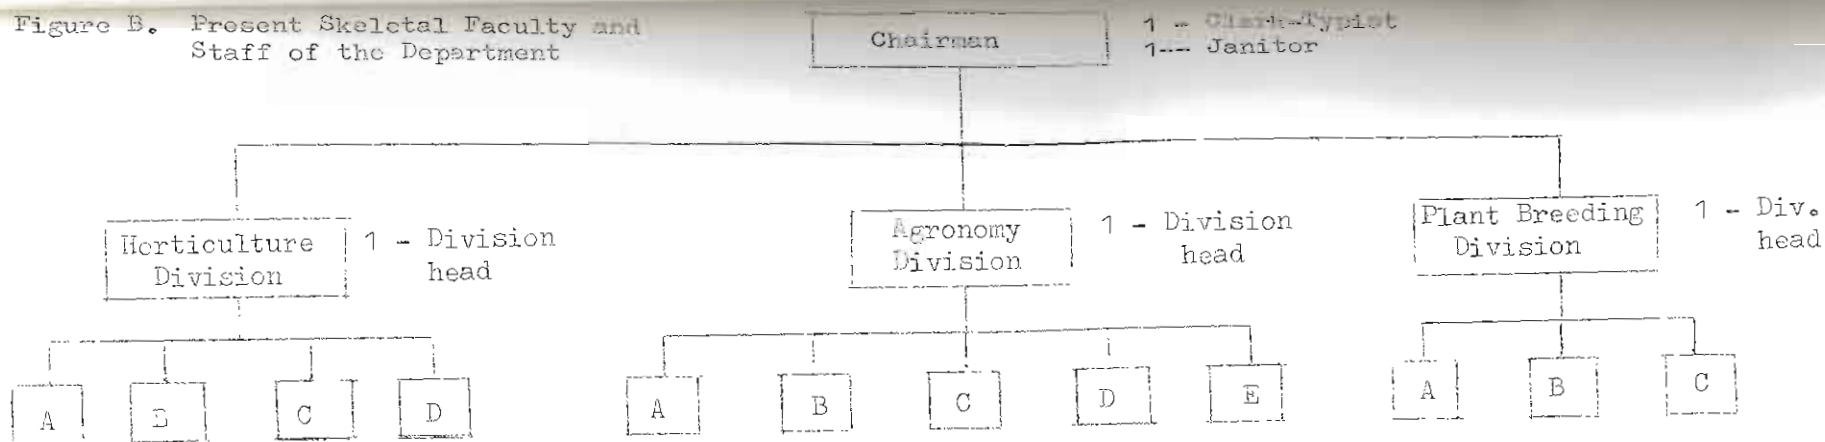 Figure B. Present Skeletal Faculty and
Staff of the Department
Chairman
1 - Clerk-Typist
1--- Janitor
Horticulture
Division
1 - Division
head
Agronomy
Division
1 - Division
head
Plant Breeding
Division
1 - Div.
head
A B C D
A B C D E
A B C